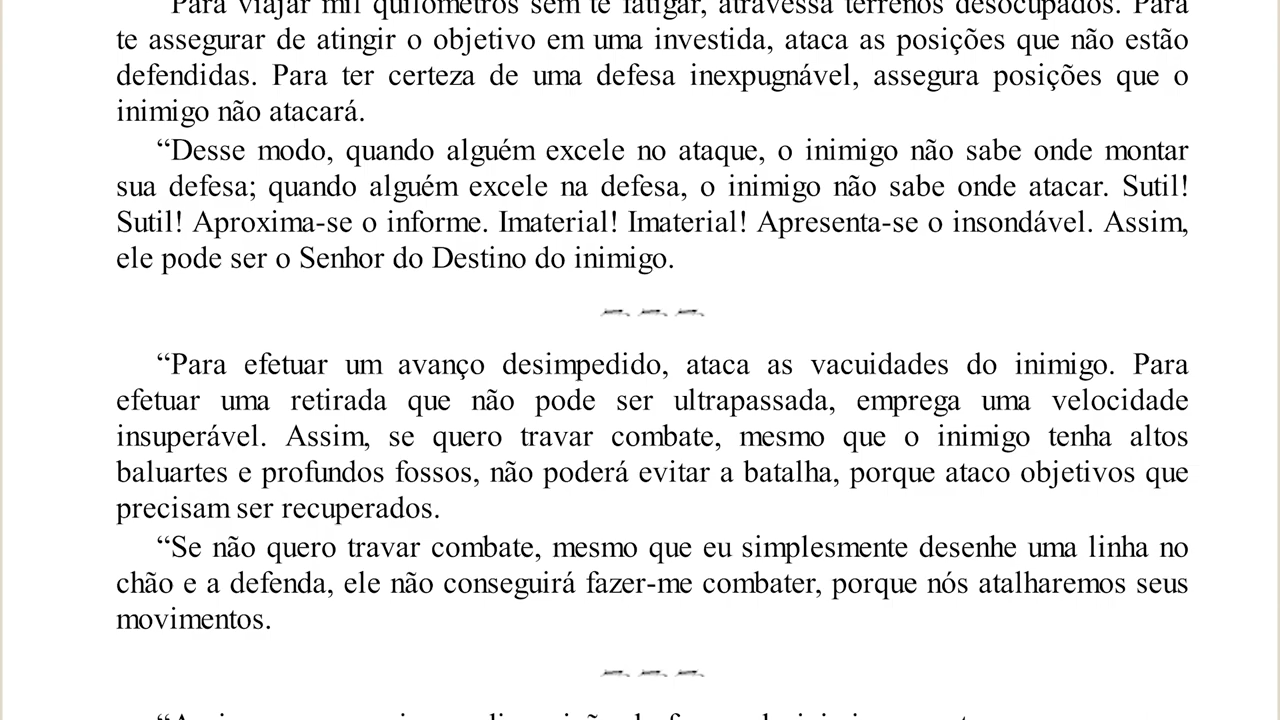 “Para viajar mil quilômetros sem te fatigar, atravessa terrenos desocupados. Para
te assegurar de atingir o objetivo em uma investida, ataca as posições que não estão
defendidas. Para ter certeza de uma defesa inexpugnável, assegura posições que o
inimigo não atacará.
“Desse modo, quando alguém excele no ataque, o inimigo não sabe onde montar
sua defesa; quando alguém excele na defesa, o inimigo não sabe onde atacar. Sutil!
Sutil! Aproxima-se o informe. Imaterial! Imaterial! Apresenta-se o insondável. Assim,
ele pode ser o Senhor do Destino do inimigo.
“Para efetuar um avanço desimpedido, ataca as vacuidades do inimigo. Para
efetuar uma retirada que não pode ser ultrapassada, emprega uma velocidade
insuperável. Assim, se quero travar combate, mesmo que o inimigo tenha altos
baluartes e profundos fossos, não poderá evitar a batalha, porque ataco objetivos que
precisam ser recuperados.
“Se não quero travar combate, mesmo que eu simplesmente desenhe uma linha no
chão e a defenda, ele não conseguirá fazer-me combater, porque nós atalharemos seus
movimentos.